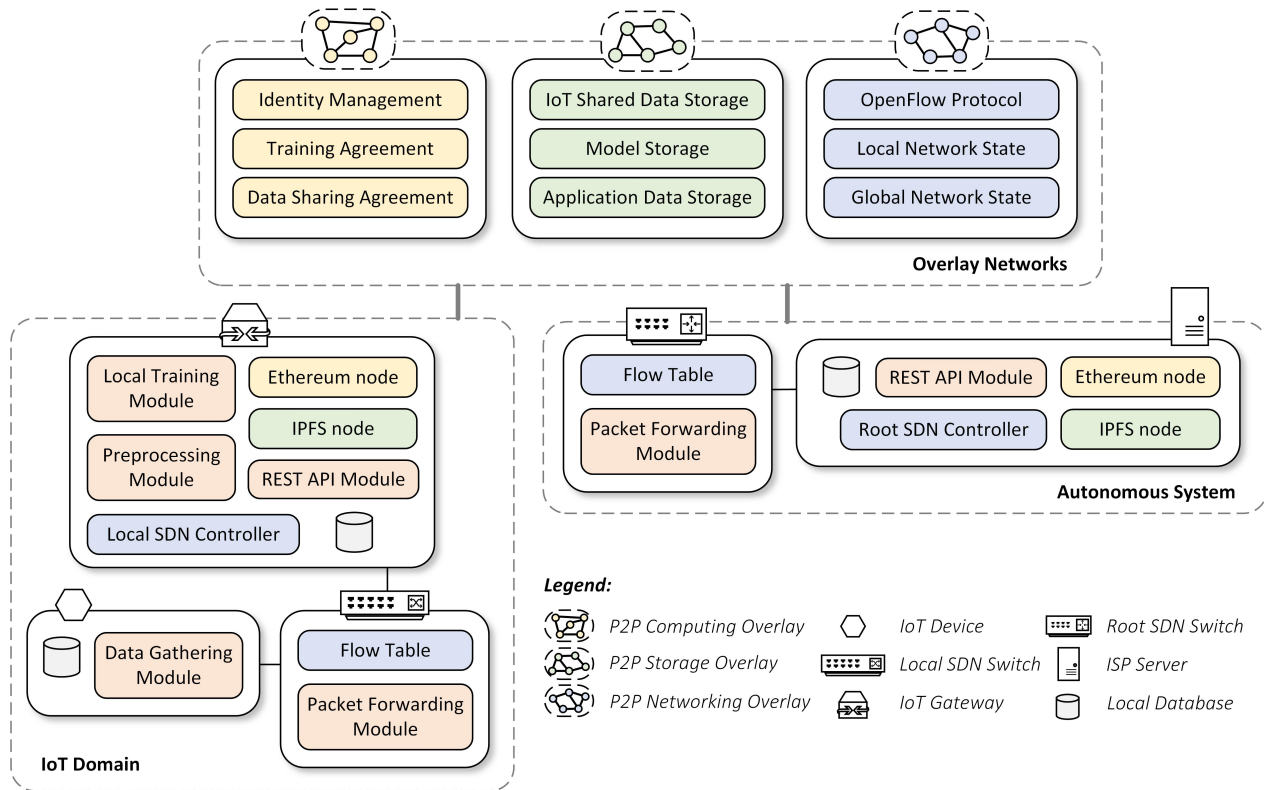 Identity Management
Training Agreement
Data Sharing Agreement
IoT Shared Data Storage
Model Storage
Application Data Storage
OpenFlow Protocol
Local Network State
Global Network State
Overlay Networks
Local Training
Module
Ethereum node
IPFS node
Preprocessing
Module
REST API Module
Local SDN Controller
Data Gathering
Module
Flow Table
Packet Forwarding
Module
IoT Domain
Flow Table
Packet Forwarding
Module
REST API Module
Ethereum node
Root SDN Controller
IPFS node
Autonomous System
Legend:
P2P Computing Overlay
P2P Storage Overlay
P2P Networking Overlay
IoT Device
Local SDN Switch
IoT Gateway
Root SDN Switch
ISP Server
Local Database